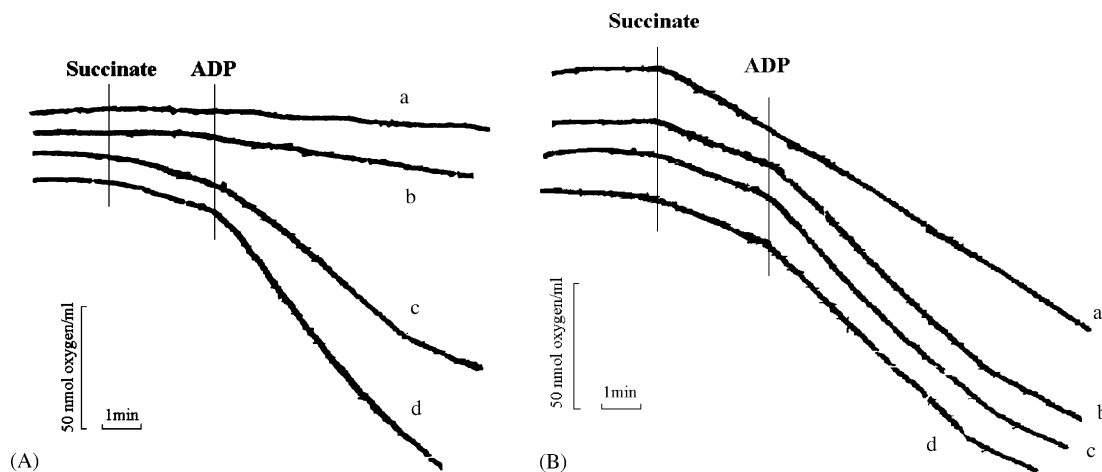 Succinate
ADP
a
b
c
d
50 nmol oxygen/ml
1min
(A)
Succinate
ADP
a
b
c
d
50 nmol oxygen/ml
1min
(B)